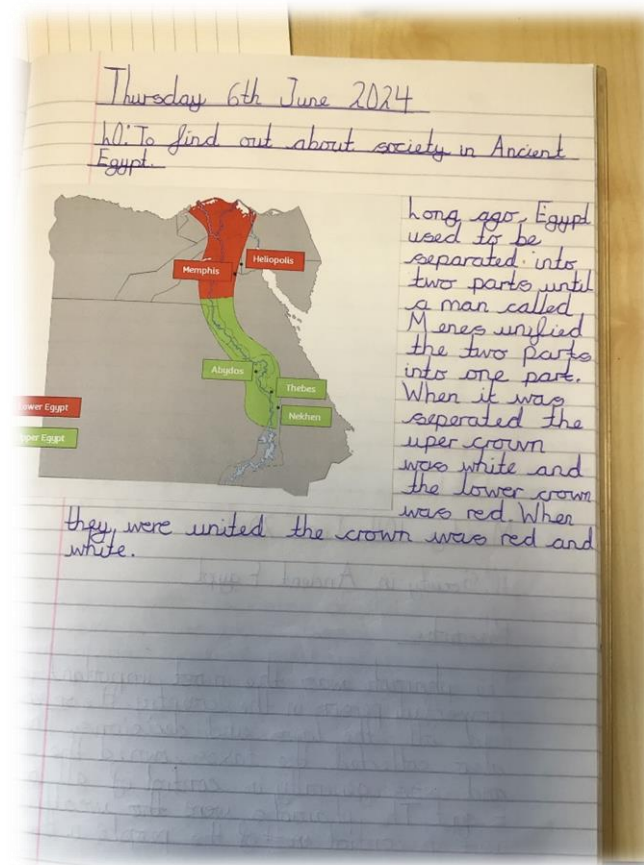 Thursday 6th June 2024
LO: To find out about society in Ancient
Egypt.
Heliopolis
Memphis
Abydos
Thebes
Nekhen
ower Egypt
pper Egypt
Long ago, Egypt
used to be
separated into
two parts until
a man called
Menes unified
the two parts
into one part.
When it was
seperated the
uper crown
was white and
the lower crown
was red. When
they were united the crown was red and
white.